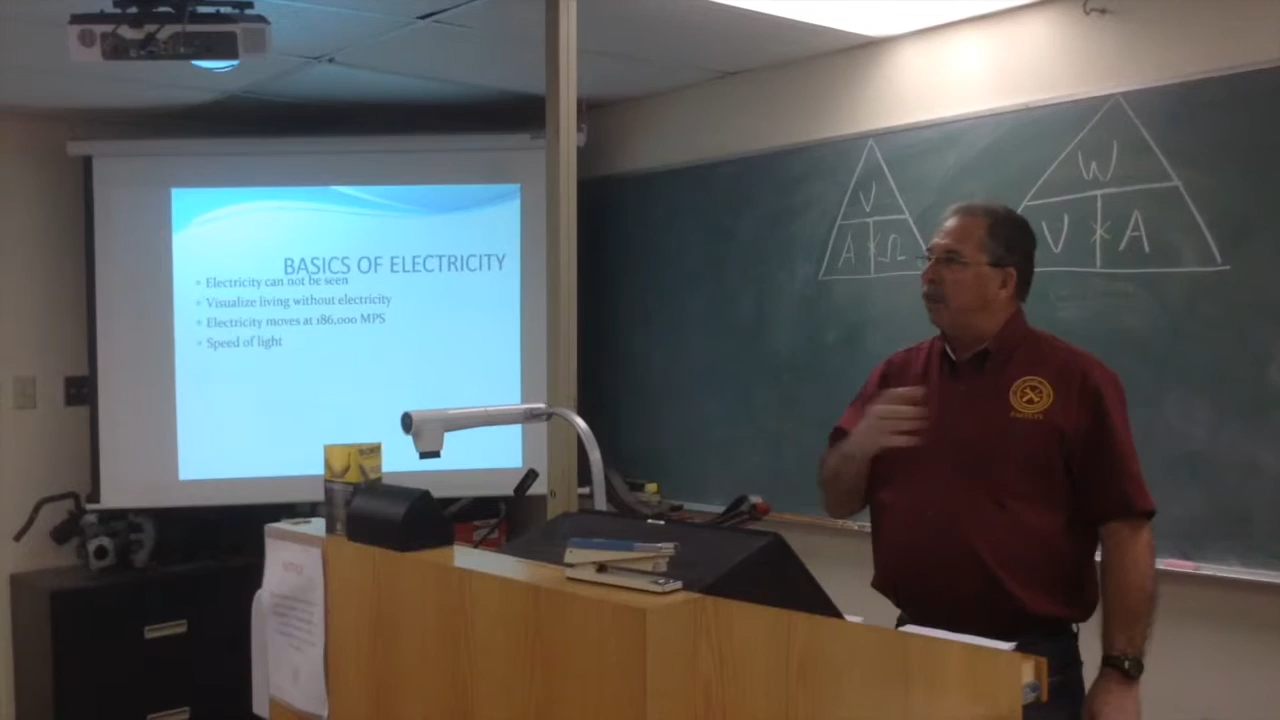 BASICS OF ELECTRICITY
Electricity can not be seen
Visualize living without electricity
Electricity moves at 186,000 MPS
Speed of light
V
A × Ω
W
V × A
NOTICE